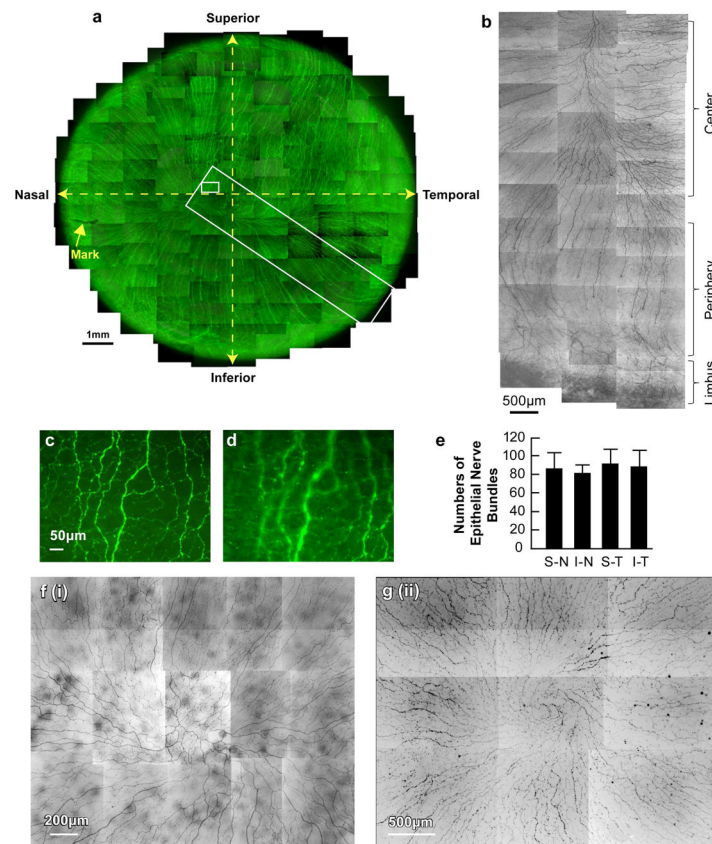 a
Superior
Nasal
Temporal
Mark
1mm
Inferior
b
Center
Periphery
Limbus
500µm
c
50µm
d
e
Numbers of
Epithelial Nerve
Bundles
120
100
80
60
40
20
0
S-N I-N S-T I-T
f (i)
200µm
g (ii)
500µm